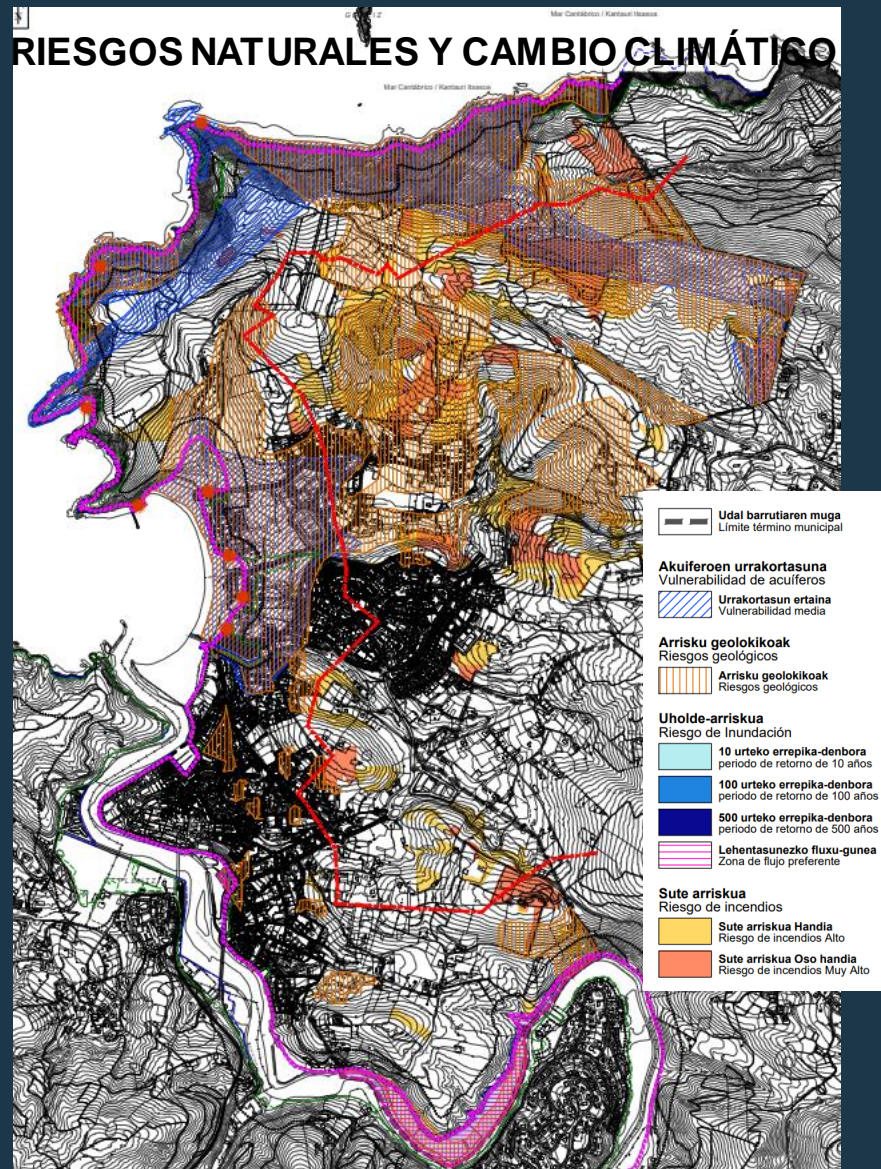 Mar Cantábrico / Kantauri Itsasoa
RIESGOS NATURALES Y CAMBIO CLIMÁTICO
Mar Cantábrico / Kantauri Itsasoa
Udal barrutiaren muga
Límite término municipal
Akuiferoen urrakortasuna
Vulnerabilidad de acuíferos
Urrakortasun ertaina
Vulnerabilidad media
Arrisku geolokikoak
Riesgos geológicos
Arrisku geolokikoak
Riesgos geológicos
Uholde-arriskua
Riesgo de Inundación
10 urteko errepika-denbora
periodo de retorno de 10 años
100 urteko errepika-denbora
periodo de retorno de 100 años
500 urteko errepika-denbora
periodo de retorno de 500 años
Lehentasunezko fluxu-gunea
Zona de flujo preferente
Sute arriskua
Riesgo de incendios
Sute arriskua Handia
Riesgo de incendios Alto
Sute arriskua Oso handia
Riesgo de incendios Muy Alto